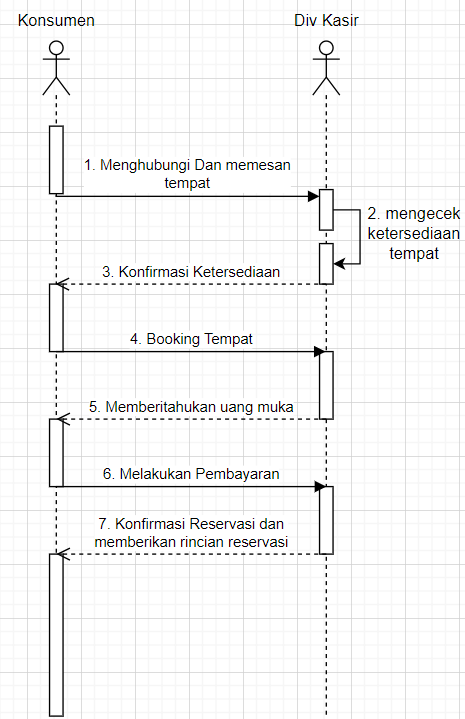 Konsumen
Div Kasir
1. Menghubungi Dan memesan
tempat
2. mengecek
ketersediaan
tempat
3. Konfirmasi Ketersediaan
4. Booking Tempat
5. Memberitahukan uang muka
6. Melakukan Pembayaran
7. Konfirmasi Reservasi dan
memberikan rincian reservasi